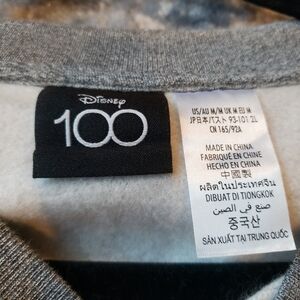 Disney
100
US/AU M/M UK M EU M
JP日本/バスト 93-101 2L
CN 165/92A
MADE IN CHINA
FABRIQUÉ EN CHINE
HECHO EN CHINA
中國製
ผลิตในประเทศจีน
DIBUAT DI TIONGKOK
صنع في الصين
중국산
SẢN XUẤT TẠI TRUNG QUỐC